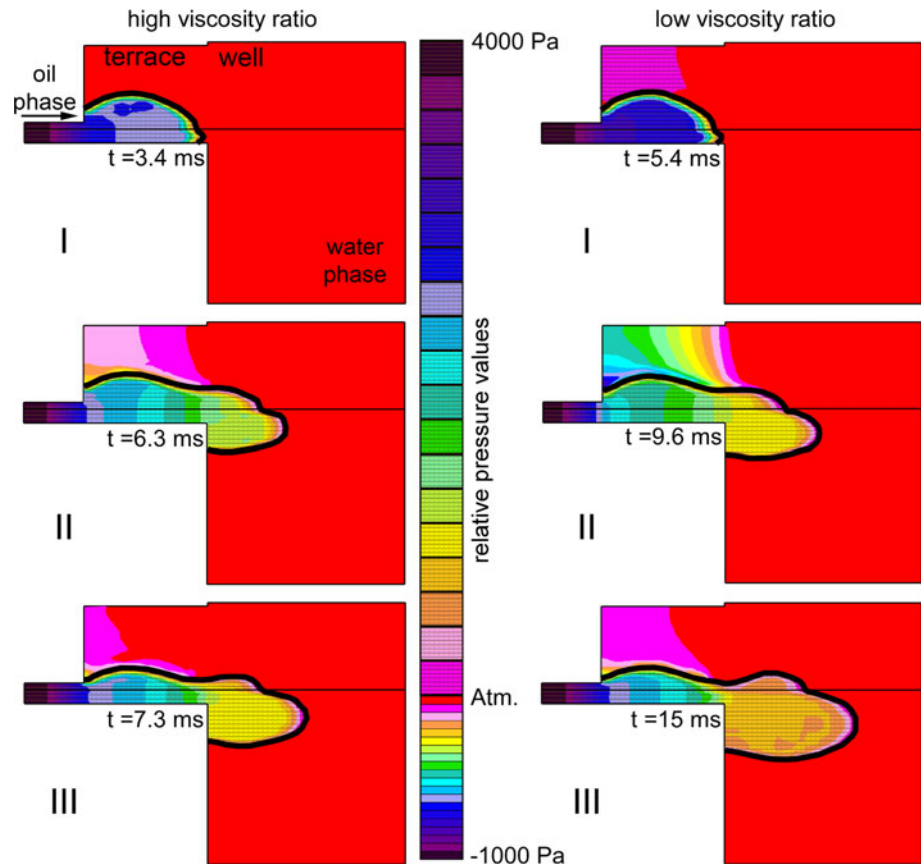 high viscosity ratio
low viscosity ratio
4000 Pa
terrace well
oil
phase
t =3.4 ms
t =5.4 ms
I
I
water
phase
relative pressure values
t =6.3 ms
t =9.6 ms
II
II
Atm.
t =7.3 ms
t =15 ms
III
III
-1000 Pa